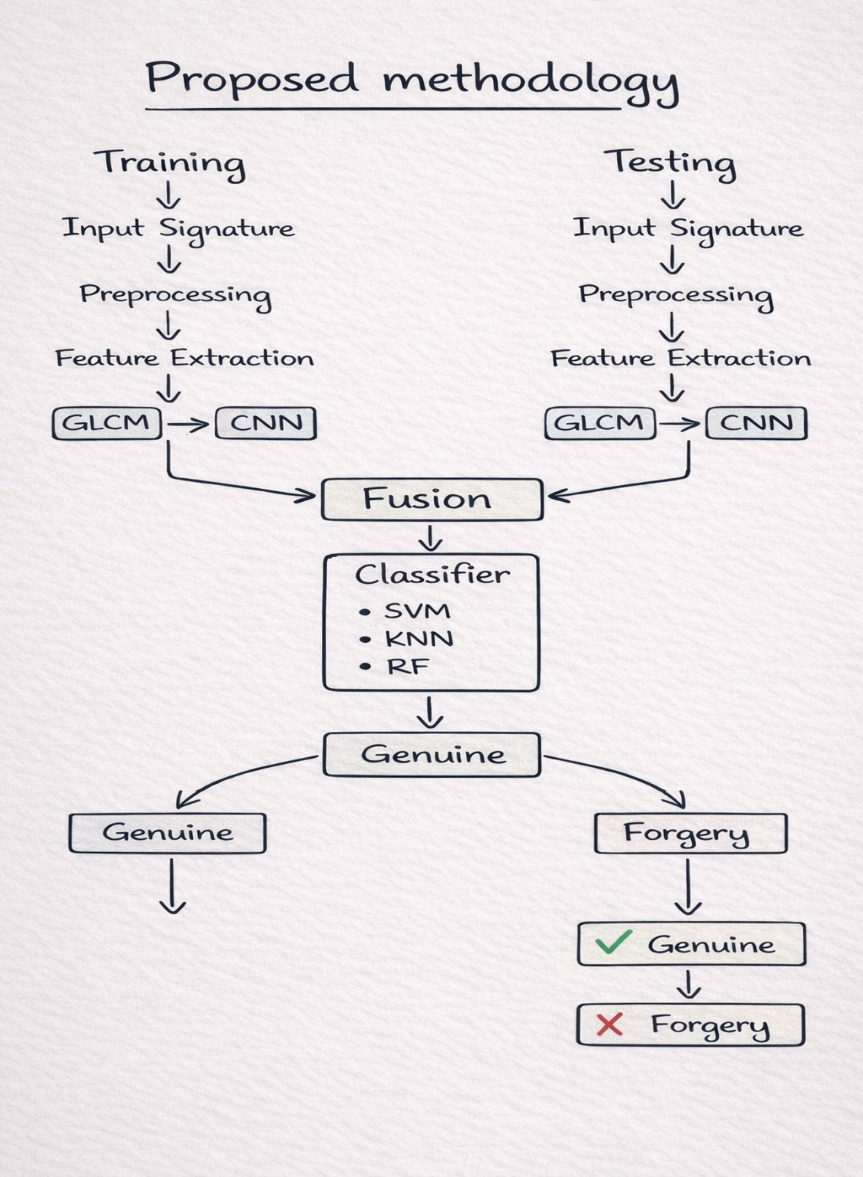 Proposed methodology
Training
Testing
Input Signature
Input Signature
Preprocessing
Preprocessing
Feature Extraction
Feature Extraction
GLCM
CNN
GLCM
CNN
Fusion
Classifier
• SVM
• KNN
• RF
Genuine
Genuine
Forgery
✓ Genuine
✗ Forgery